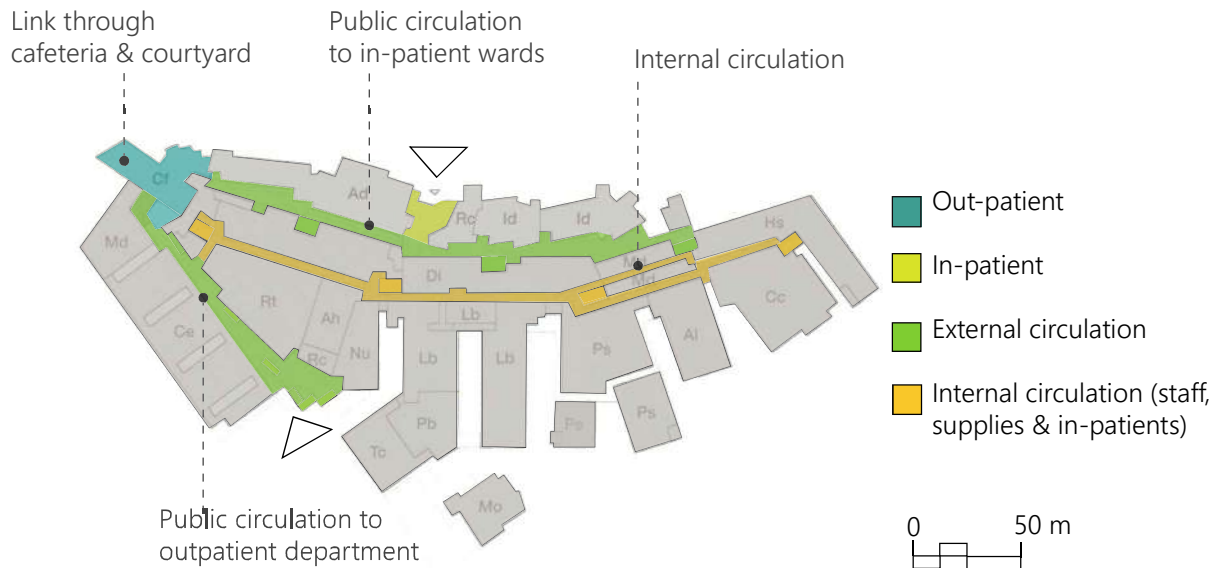 Link through
cafeteria & courtyard
Public circulation
to in-patient wards
Internal circulation
Cf
Ad
Rc
Id
Id
Hs
Md
Md
Dl
Rt
Ce
Ah
Lb
Cc
Rc
Nu
Lb
Lb
Ps
Al
Ps
Pb
Tc
Mo
Public circulation to
outpatient department
Out-patient
In-patient
External circulation
Internal circulation (staff,
supplies & in-patients)
0
50 m